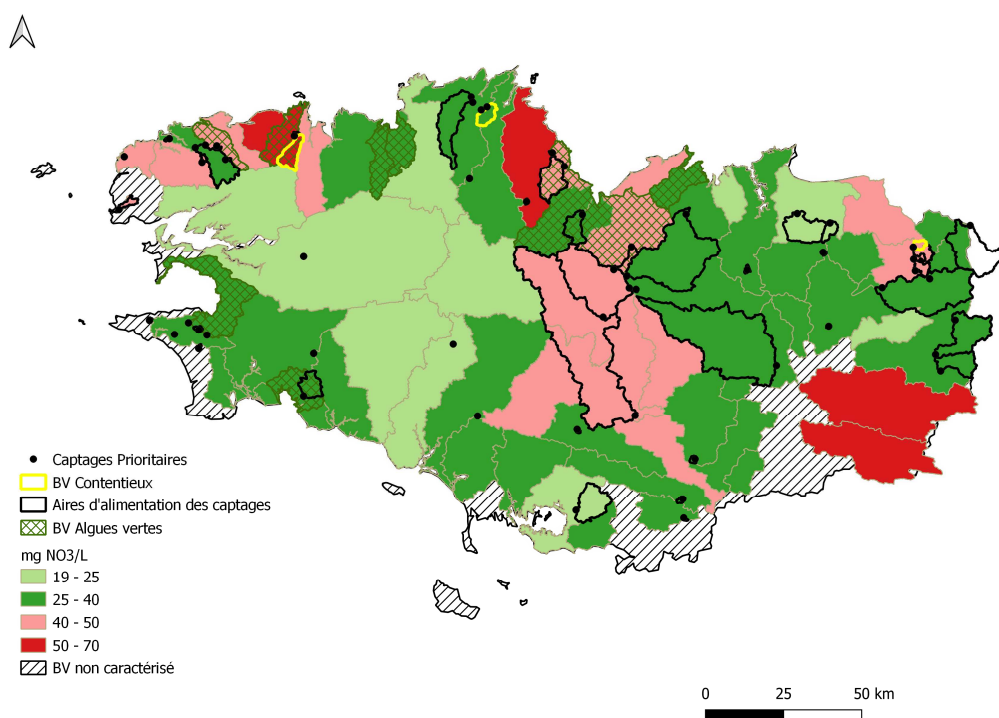 Captages Prioritaires
BV Contentieux
Aires d'alimentation des captages
BV Algues vertes
mg NO3/L
19 - 25
25 - 40
40 - 50
50 - 70
BV non caractérisé
0 25 50 km